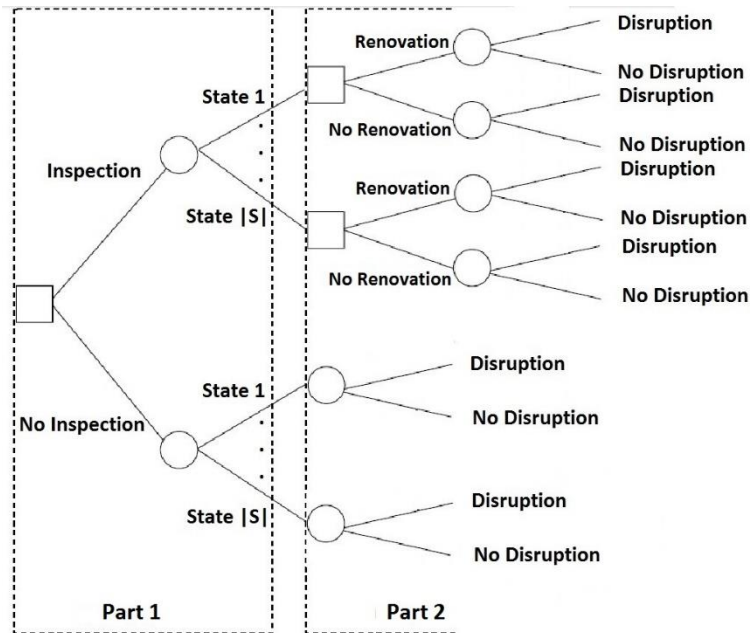 Disruption
Renovation
No Disruption
State 1
Disruption
No Renovation
No Disruption
Inspection
Disruption
Renovation
State |S|
No Disruption
Disruption
No Renovation
No Disruption
Disruption
State 1
No Disruption
No Inspection
Disruption
State |S|
No Disruption
Part 1
Part 2